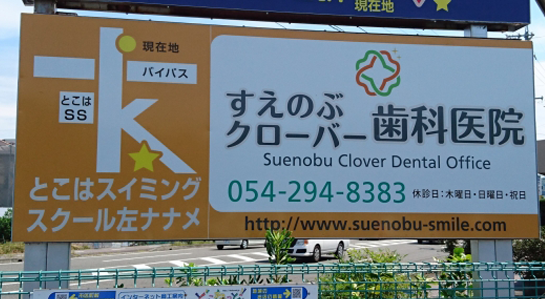 現在地
現在地
バイパス
とこは
SS
とこはスイミング
スクール左ナナメ
すえのぶ
クローバー歯科医院
Suenobu Clover Dental Office
054-294-8383 休診日：木曜日・日曜日・祝日
http://www.suenobu-smile.com